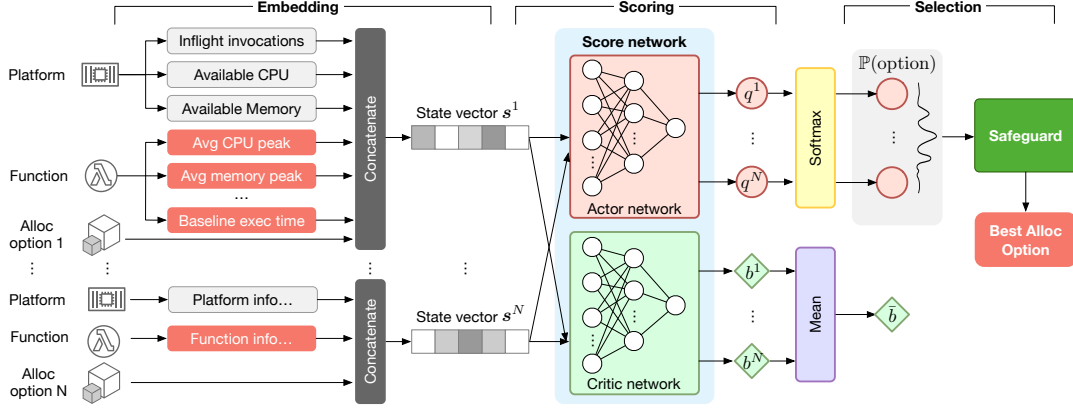 Embedding
Scoring
Selection
Platform
Inflight invocations
Available CPU
Available Memory
Function
Avg CPU peak
Avg memory peak
...
Baseline exec time
Alloc
option 1
Concatenate
State vector s^1
Score network
Actor network
q^1
q^N
Softmax
ℙ(option)
Safeguard
Best Alloc
Option
Platform
Platform info...
Function
Function info...
Alloc
option N
Concatenate
State vector s^N
Critic network
b^1
b^N
Mean
b̄